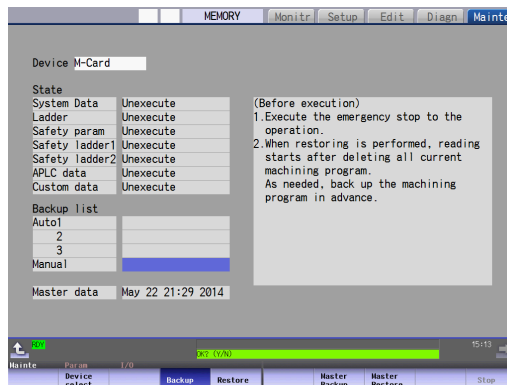 MEMORY Monitr Setup Edit Diagn Mainte
Device M-Card
State
System Data Unexecute
Ladder Unexecute
Safety param Unexecute
Safety ladder1 Unexecute
Safety ladder2 Unexecute
APLC data Unexecute
Custom data Unexecute
Backup list
Auto1
2
3
Manual
Master data May 22 21:29 2014
(Before execution)
1.Execute the emergency stop to the
operation.
2.When restoring is performed, reading
starts after deleting all current
machining program.
As needed, back up the machining
program in advance.
RDY 15:13
OK? (Y/N)
Mainte Param I/O
Device select Backup Restore Master Backup Master Restore Stop